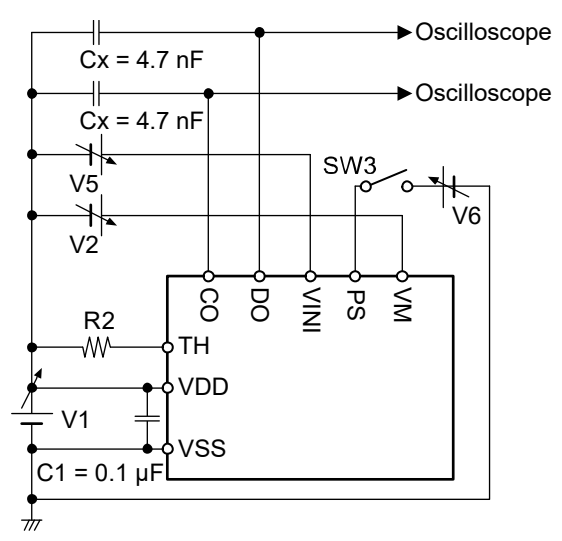 Oscilloscope
Cx = 4.7 nF
Oscilloscope
Cx = 4.7 nF
SW3
V5
V6
V2
CO
DO
VINI
PS
VM
R2
TH
VDD
V1
VSS
C1 = 0.1 µF